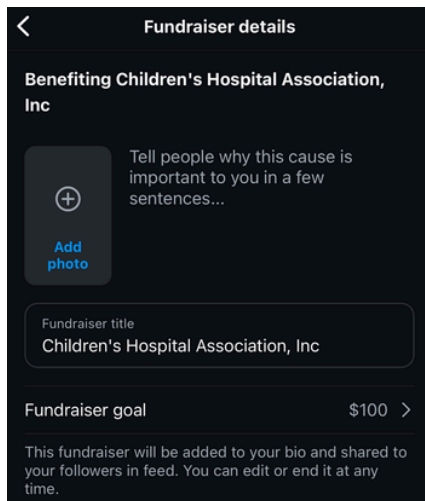 Fundraiser details
Benefiting Children's Hospital Association,
Inc
Tell people why this cause is
important to you in a few
sentences...
Add
photo
Fundraiser title
Children's Hospital Association, Inc
Fundraiser goal $100
This fundraiser will be added to your bio and shared to
your followers in feed. You can edit or end it at any
time.